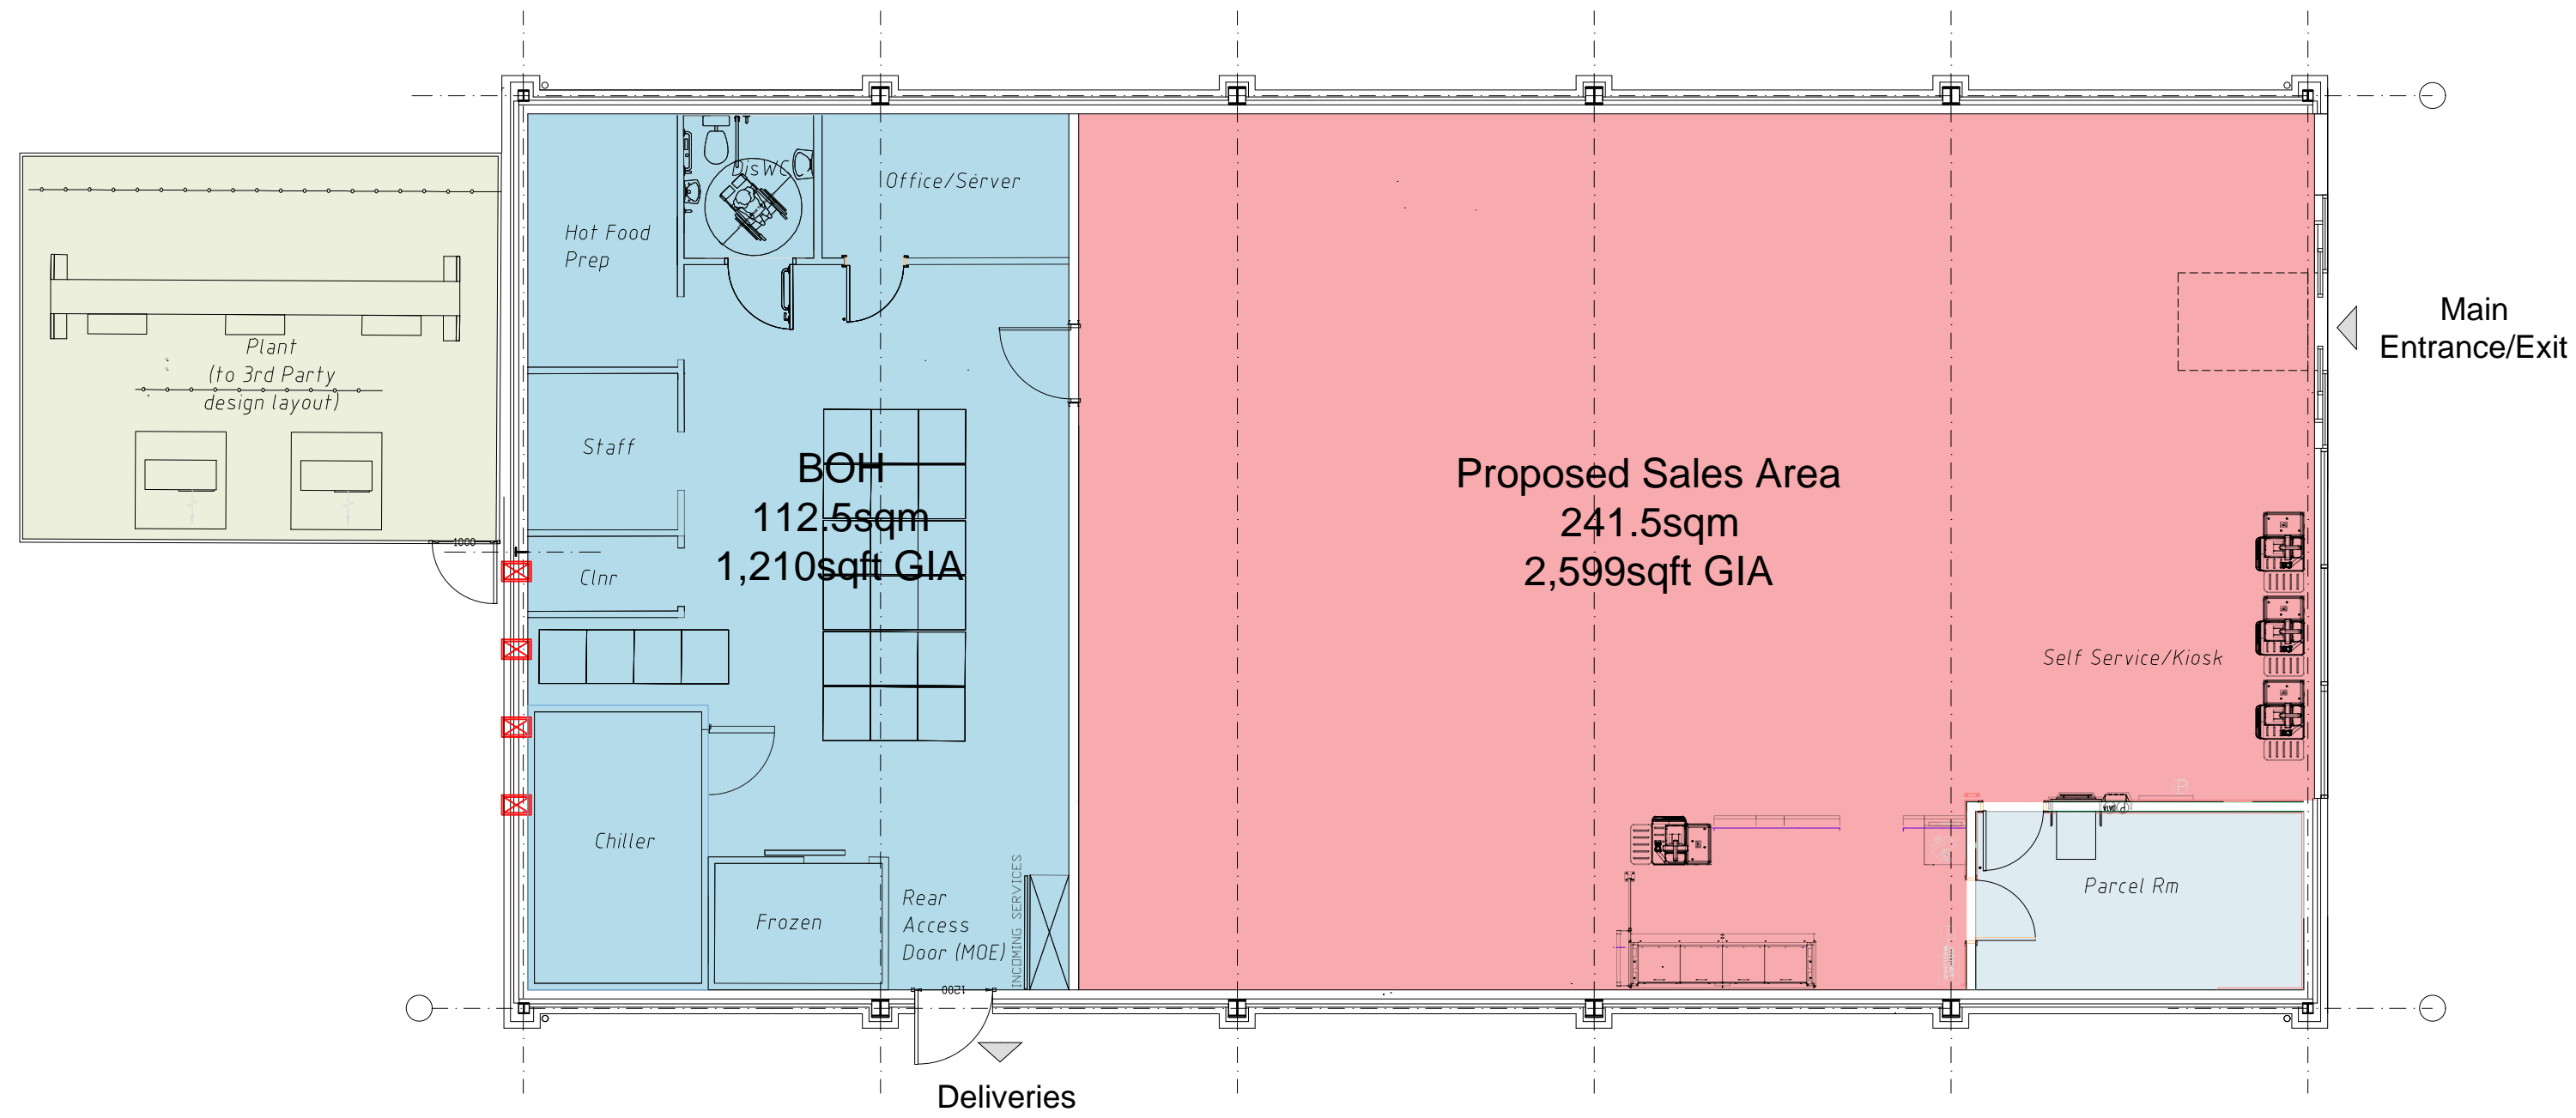 DisWC
Office/Server
Hot Food
Prep
Main
Entrance/Exit
Plant
(to 3rd Party
design layout)
Staff
BOH
112.5sqm
1,210sqft GIA
Proposed Sales Area
241.5sqm
2,599sqft GIA
1000
Clnr
Self Service/Kiosk
P
Chiller
Parcel Rm
Frozen
Rear
Access
Door (MOE)
INCOMING SERVICES
1200
Deliveries